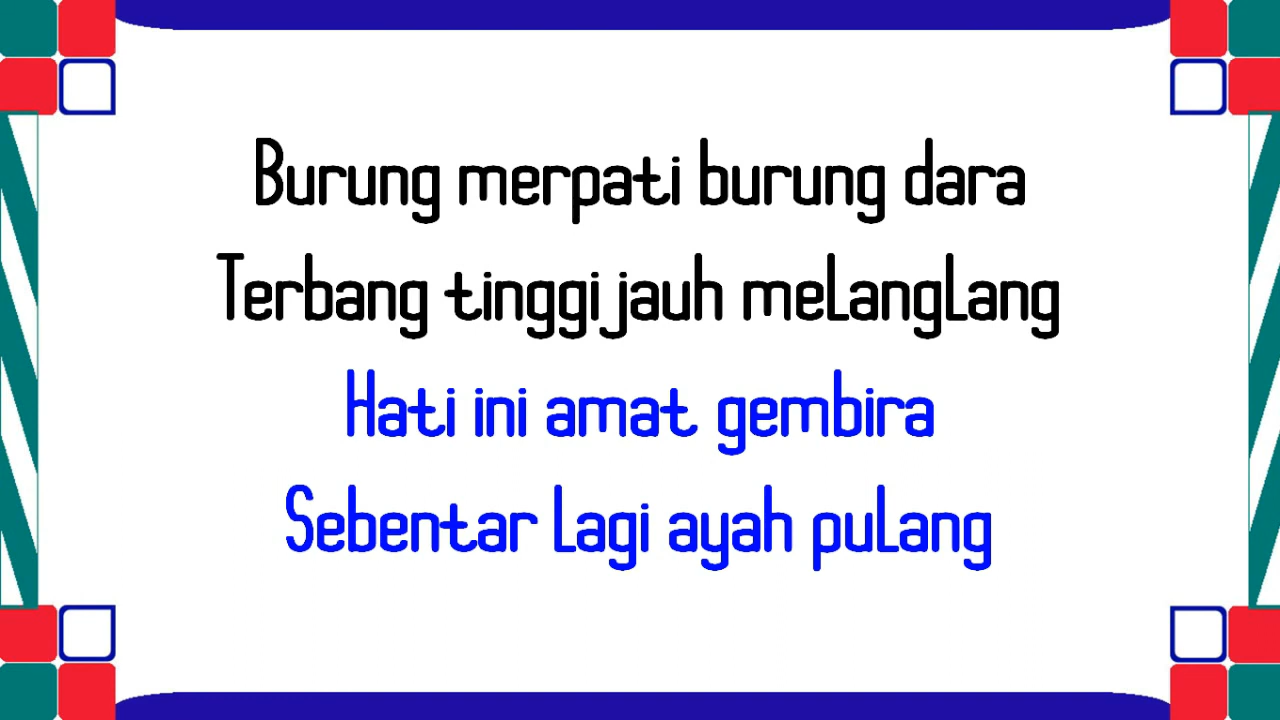 Burung merpati burung dara
Terbang tinggi jauh melanglang
Hati ini amat gembira
Sebentar lagi ayah pulang